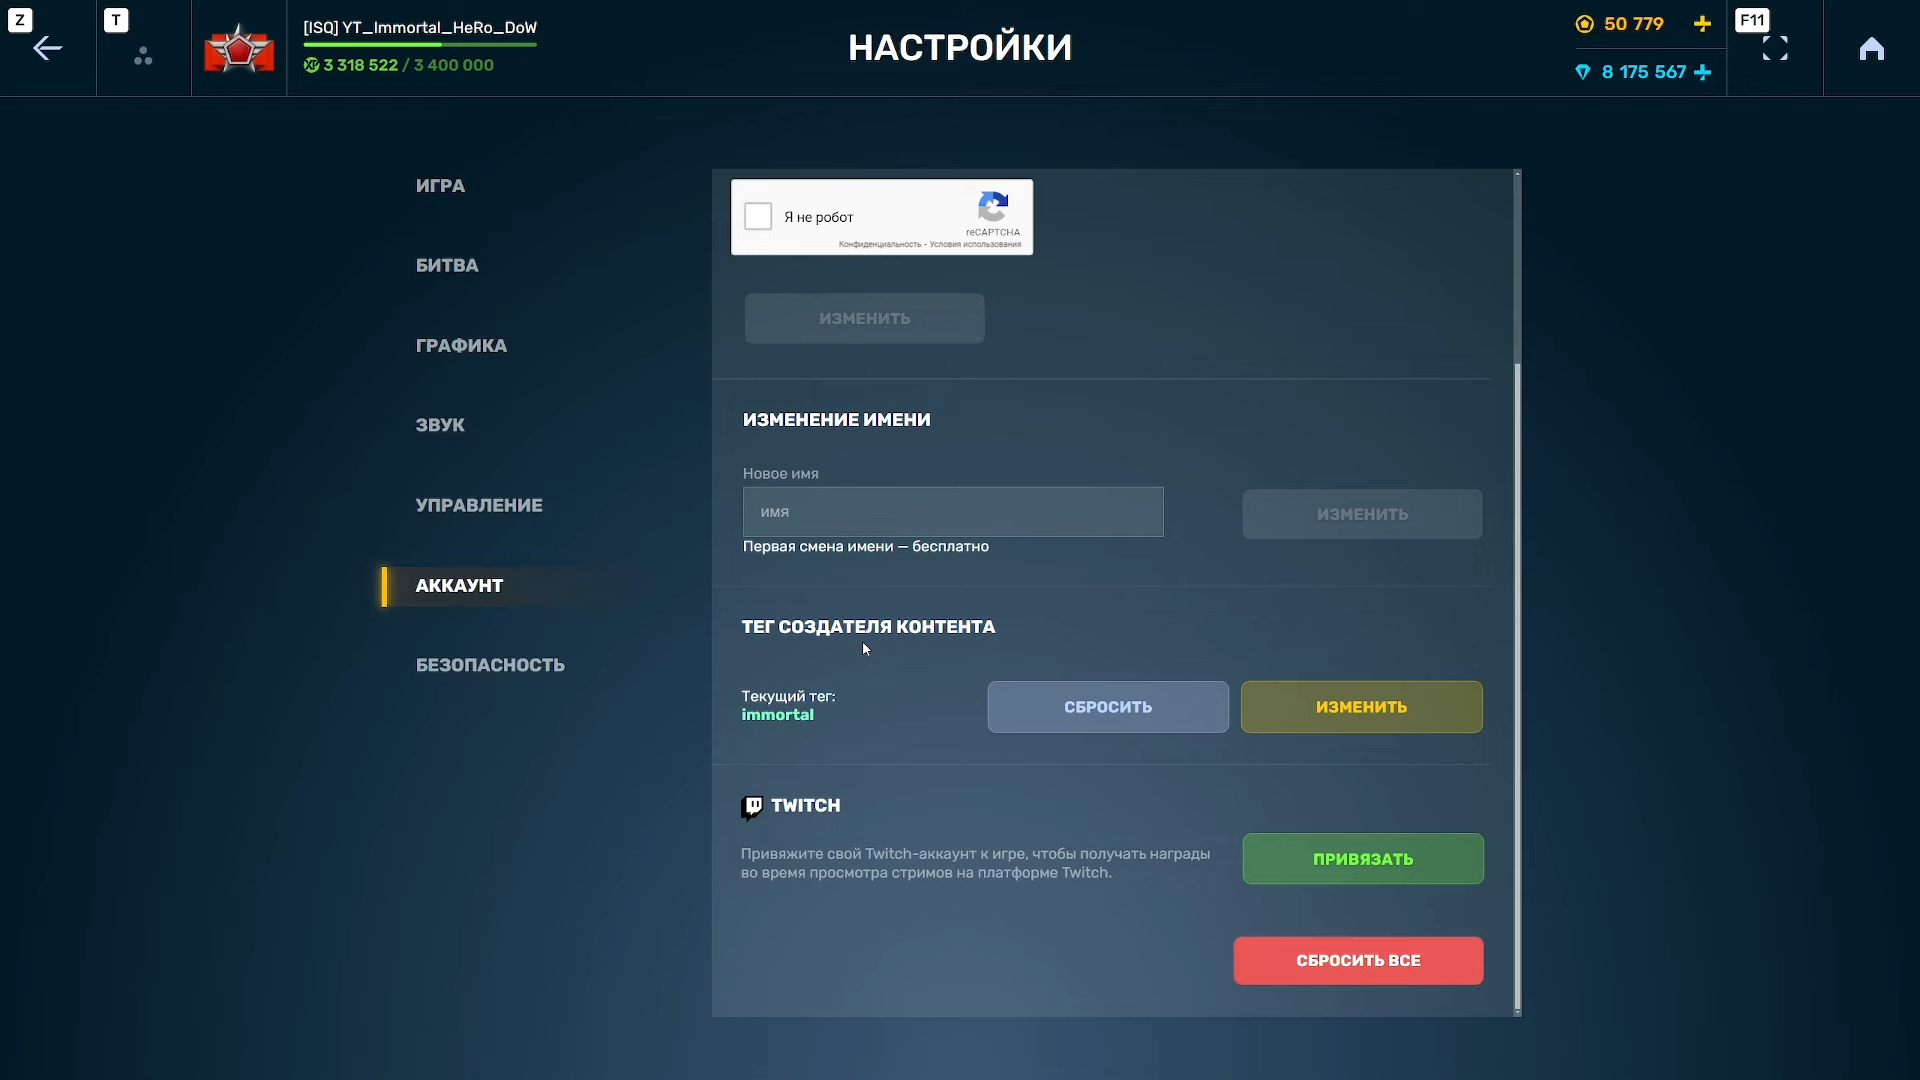 Z
T
[ISQ] YT_Immortal_HeRo_DoW
XP 3 318 522 / 3 400 000
НАСТРОЙКИ
50 779
8 175 567
F11
ИГРА
БИТВА
ГРАФИКА
ЗВУК
УПРАВЛЕНИЕ
АККАУНТ
БЕЗОПАСНОСТЬ
Я не робот
reCAPTCHA
Конфиденциальность - Условия использования
ИЗМЕНИТЬ
ИЗМЕНЕНИЕ ИМЕНИ
Новое имя
имя
ИЗМЕНИТЬ
Первая смена имени — бесплатно
ТЕГ СОЗДАТЕЛЯ КОНТЕНТА
Текущий тег:
immortal
СБРОСИТЬ
ИЗМЕНИТЬ
TWITCH
Привяжите свой Twitch-аккаунт к игре, чтобы получать награды
во время просмотра стримов на платформе Twitch.
ПРИВЯЗАТЬ
СБРОСИТЬ ВСЕ